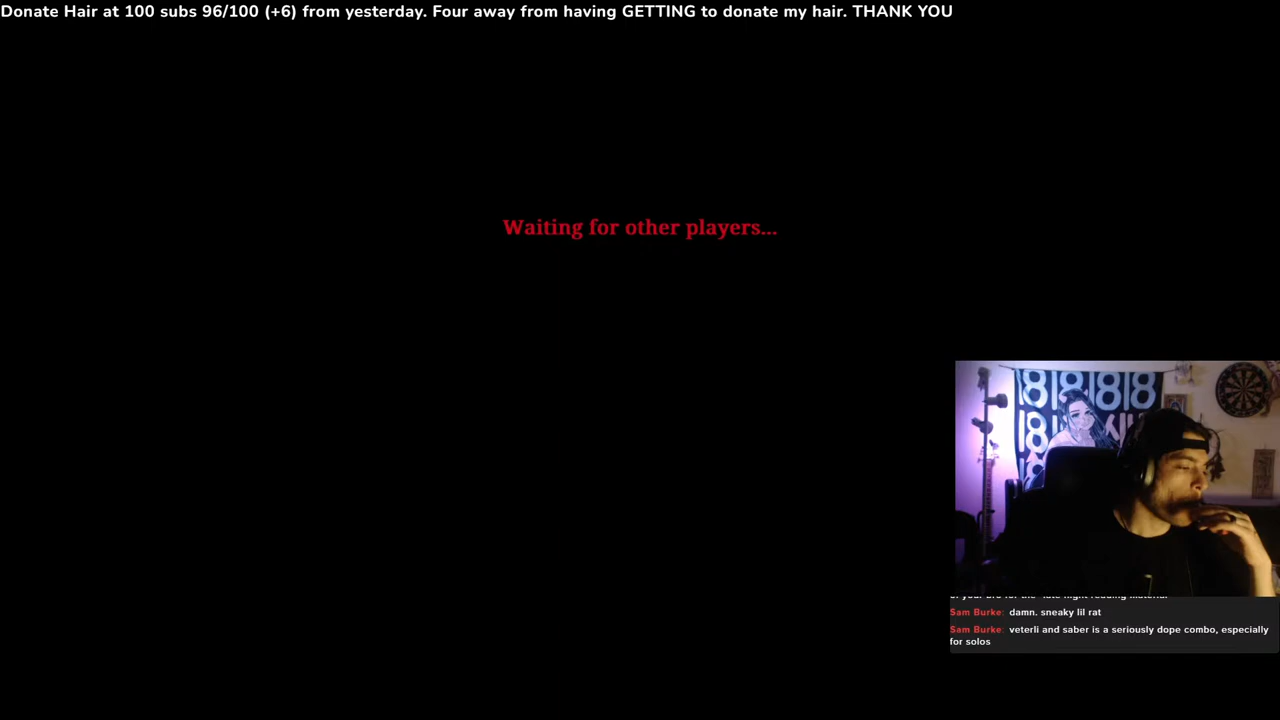 Donate Hair at 100 subs 96/100 (+6) from yesterday. Four away from having GETTING to donate my hair. THANK YOU
Waiting for other players...
Sam Burke: damn. sneaky lil rat
Sam Burke: veterli and saber is a seriously dope combo, especially
for solos